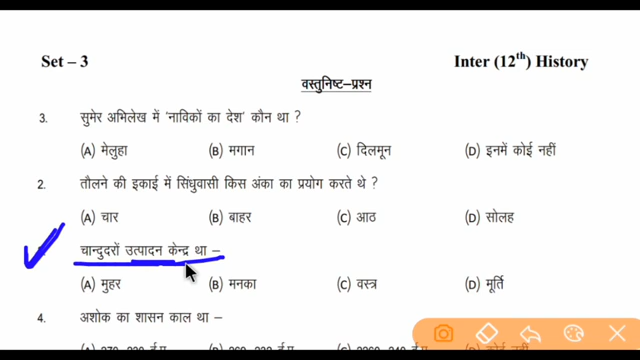 Set – 3 Inter (12th) History
वस्तुनिष्ट–प्रश्न
3. सुमेर अभिलेख में 'नाविकों का देश' कौन था ?
(A) मेलुहा (B) मगान (C) दिलमून (D) इनमें कोई नहीं
2. तौलने की इकाई में सिंधुवासी किस अंका का प्रयोग करते थे ?
(A) चार (B) बाहर (C) आठ (D) सोलह
चान्दुदरों उत्पादन केन्द्र था –
(A) मुहर (B) मनका (C) वस्त्र (D) मूर्ति
4. अशोक का शासन काल था –